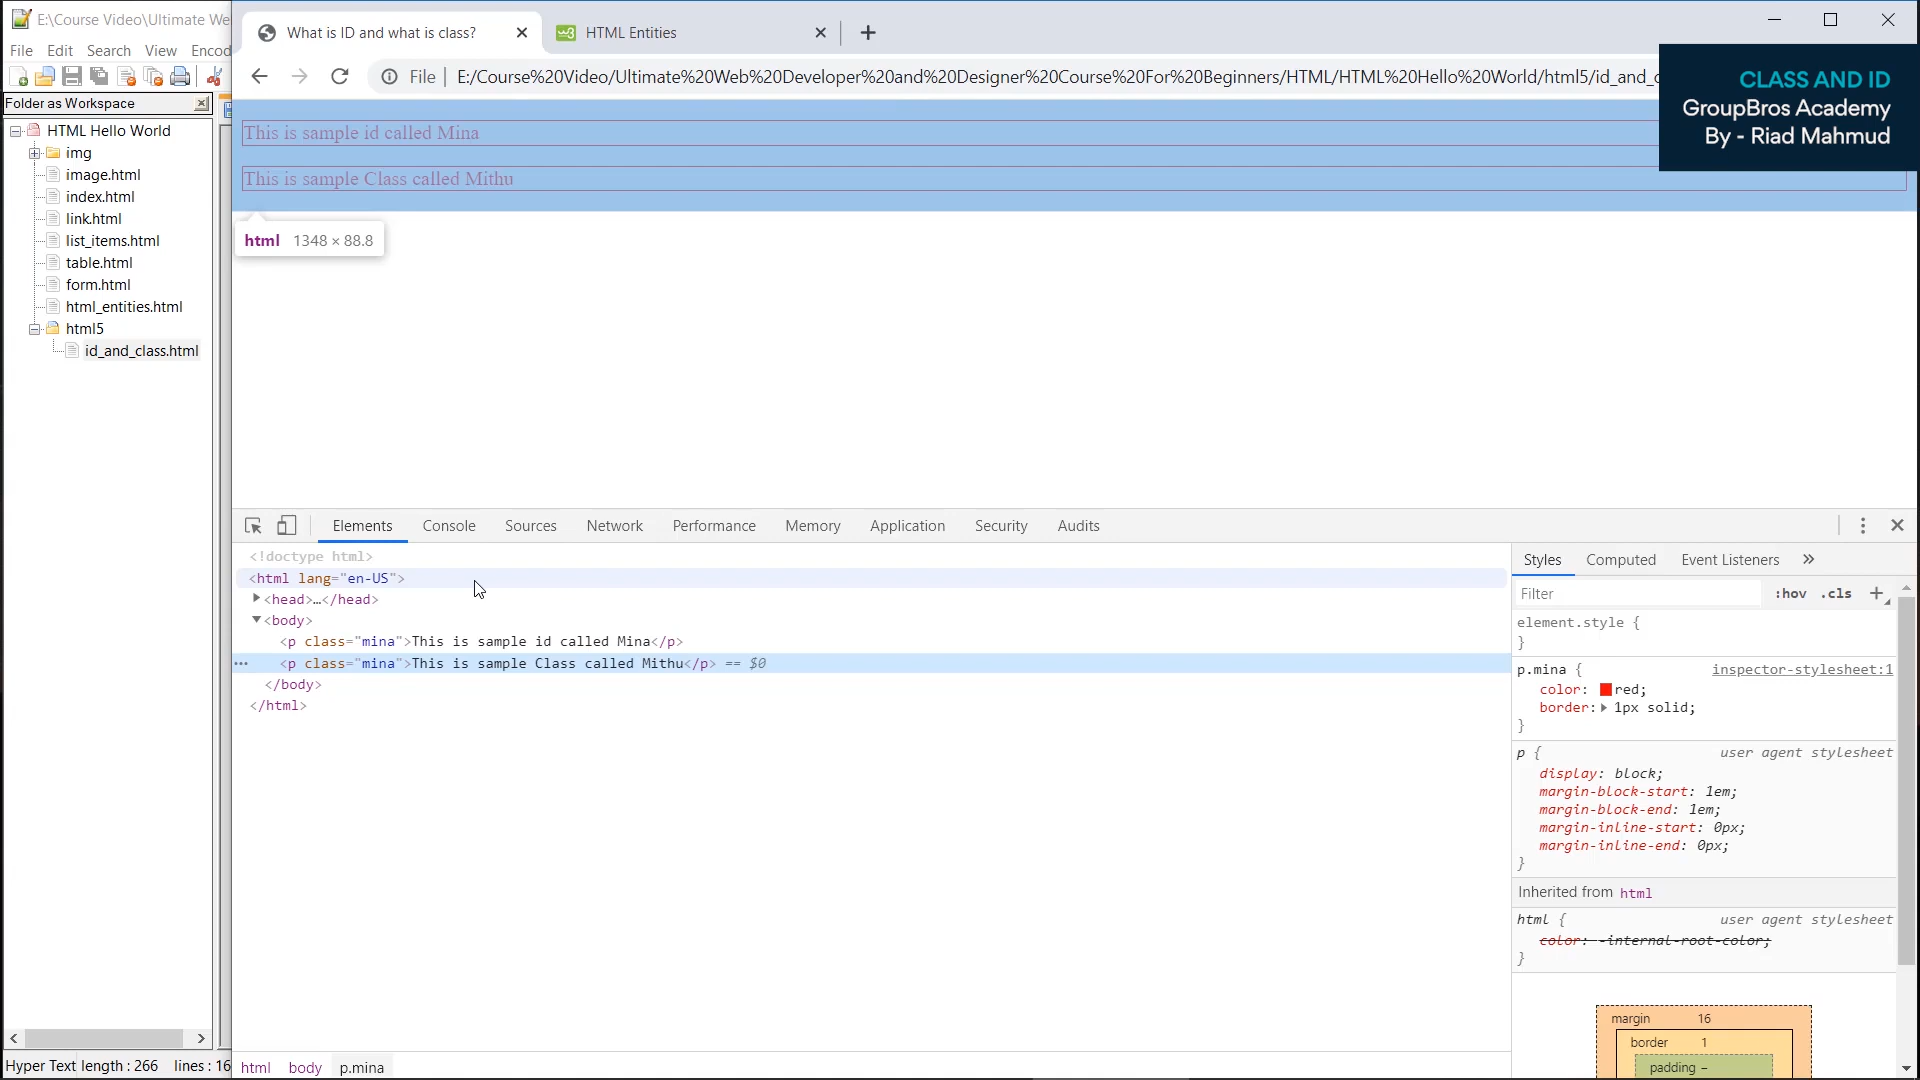 E:\Course Video\Ultimate We
File Edit Search View Encod
Folder as Workspace
HTML Hello World
img
image.html
index.html
link.html
list_items.html
table.html
form.html
html_entities.html
html5
id_and_class.html
Hyper Text length : 266 lines : 16
What is ID and what is class?
HTML Entities
File E:/Course%20Video/Ultimate%20Web%20Developer%20and%20Designer%20Course%20For%20Beginners/HTML/HTML%20Hello%20World/html5/id_and_c
CLASS AND ID
GroupBros Academy
By - Riad Mahmud
This is sample id called Mina
This is sample Class called Mithu
html 1348 × 88.8
Elements Console Sources Network Performance Memory Application Security Audits
<!doctype html>
<html lang="en-US">
<head>…</head>
<body>
<p class="mina">This is sample id called Mina</p>
<p class="mina">This is sample Class called Mithu</p> == $0
</body>
</html>
html body p.mina
Styles Computed Event Listeners »
Filter :hov .cls +
element.style {
}
p.mina { inspector-stylesheet:1
color: red;
border: 1px solid;
}
p { user agent stylesheet
display: block;
margin-block-start: 1em;
margin-block-end: 1em;
margin-inline-start: 0px;
margin-inline-end: 0px;
}
Inherited from html
html { user agent stylesheet
color: -internal-root-color;
}
margin 16
border 1
padding -